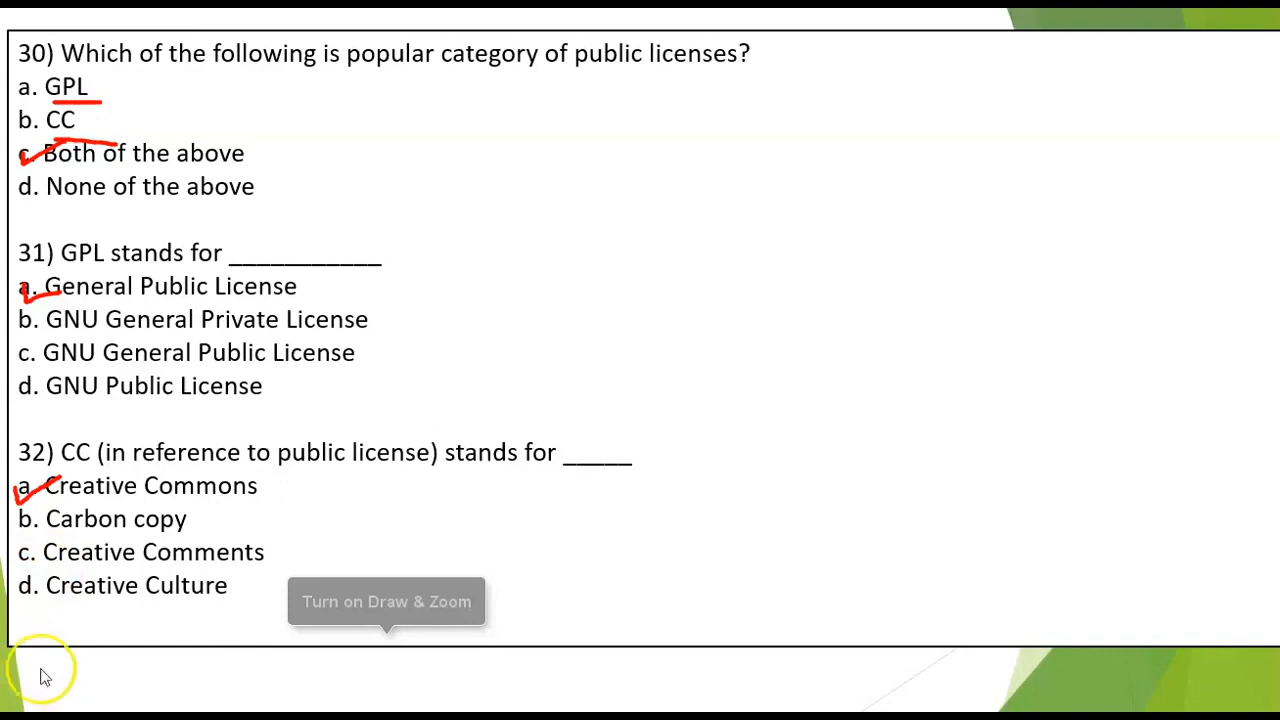 30) Which of the following is popular category of public licenses?
a. GPL
b. CC
c. Both of the above
d. None of the above
31) GPL stands for ___________
a. General Public License
b. GNU General Private License
c. GNU General Public License
d. GNU Public License
32) CC (in reference to public license) stands for _____
a. Creative Commons
b. Carbon copy
c. Creative Comments
d. Creative Culture
Turn on Draw & Zoom